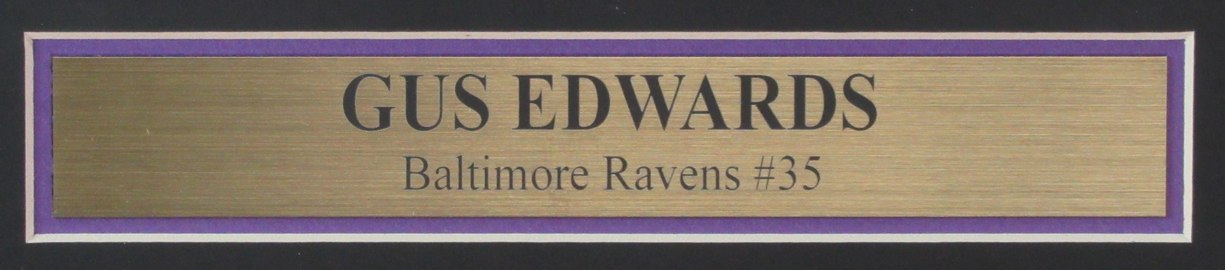 GUS EDWARDS
Baltimore Ravens #35